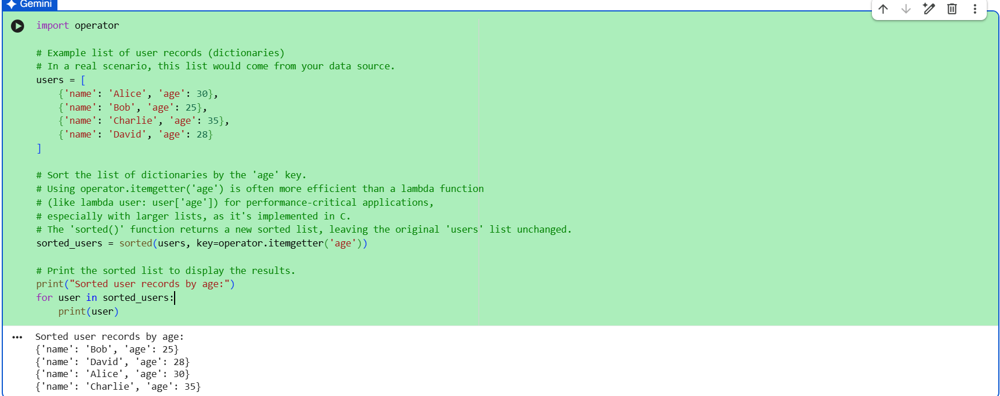 Gemini
import operator
# Example list of user records (dictionaries)
# In a real scenario, this list would come from your data source.
users = [
    {'name': 'Alice', 'age': 30},
    {'name': 'Bob', 'age': 25},
    {'name': 'Charlie', 'age': 35},
    {'name': 'David', 'age': 28}
]
# Sort the list of dictionaries by the 'age' key.
# Using operator.itemgetter('age') is often more efficient than a lambda function
# (like lambda user: user['age']) for performance-critical applications,
# especially with larger lists, as it's implemented in C.
# The 'sorted()' function returns a new sorted list, leaving the original 'users' list unchanged.
sorted_users = sorted(users, key=operator.itemgetter('age'))
# Print the sorted list to display the results.
print("Sorted user records by age:")
for user in sorted_users:
    print(user)
Sorted user records by age:
{'name': 'Bob', 'age': 25}
{'name': 'David', 'age': 28}
{'name': 'Alice', 'age': 30}
{'name': 'Charlie', 'age': 35}